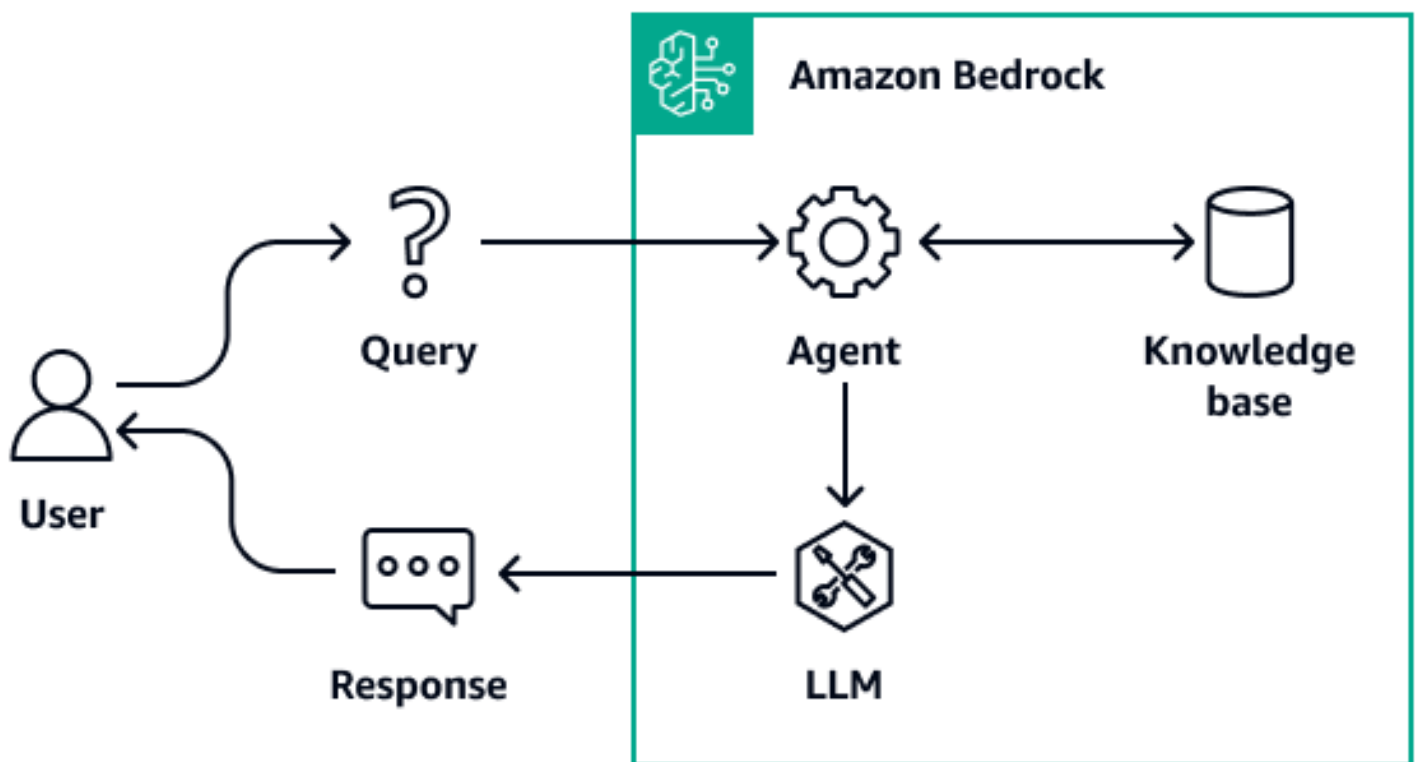 Amazon Bedrock
Query
Agent
Knowledge
base
User
Response
LLM